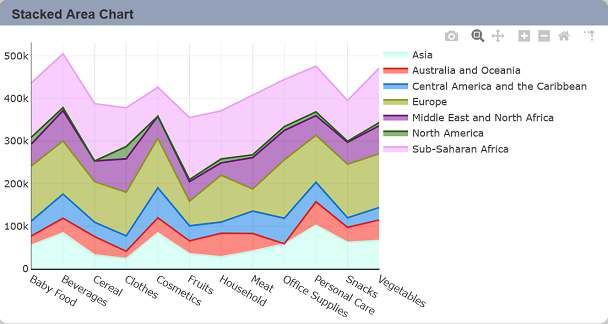 Stacked Area Chart
500k
400k
300k
200k
100k
0
Baby Food
Beverages
Cereal
Clothes
Cosmetics
Fruits
Household
Meat
Office Supplies
Personal Care
Snacks
Vegetables
Asia
Australia and Oceania
Central America and the Caribbean
Europe
Middle East and North Africa
North America
Sub-Saharan Africa